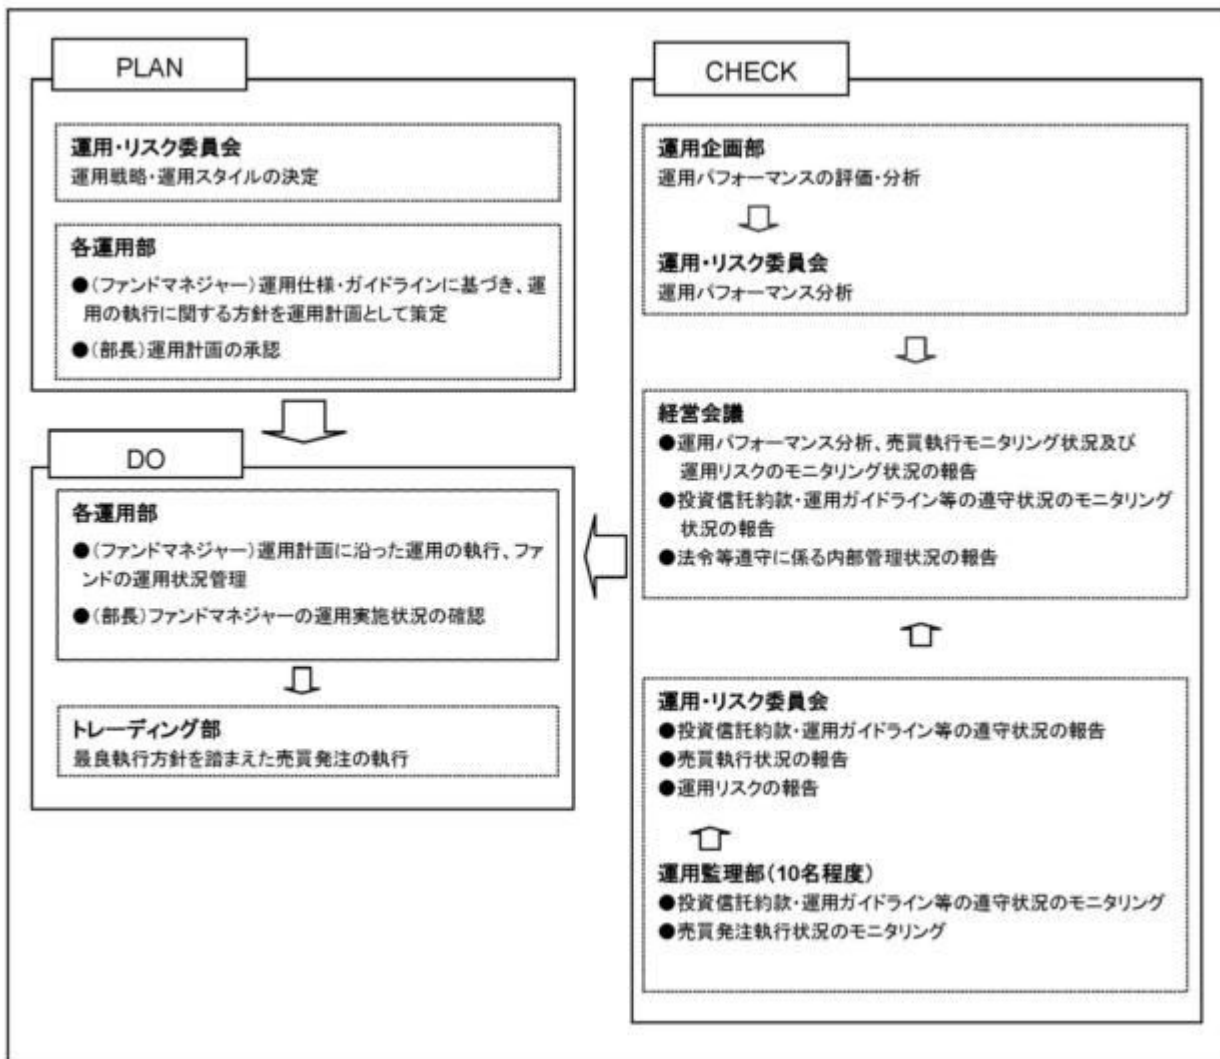 PLAN
運用・リスク委員会
運用戦略・運用スタイルの決定
各運用部
●(ファンドマネジャー)運用仕様・ガイドラインに基づき、運
用の執行に関する方針を運用計画として策定
●(部長)運用計画の承認
DO
各運用部
●(ファンドマネジャー)運用計画に沿った運用の執行、ファ
ンドの運用状況管理
●(部長)ファンドマネジャーの運用実施状況の確認
トレーディング部
最良執行方針を踏まえた売買発注の執行
CHECK
運用企画部
運用パフォーマンスの評価・分析
運用・リスク委員会
運用パフォーマンス分析
経営会議
●運用パフォーマンス分析、売買執行モニタリング状況及び
運用リスクのモニタリング状況の報告
●投資信託約款・運用ガイドライン等の遵守状況のモニタリング
状況の報告
●法令等遵守に係る内部管理状況の報告
運用・リスク委員会
●投資信託約款・運用ガイドライン等の遵守状況の報告
●売買執行状況の報告
●運用リスクの報告
運用監理部(10名程度)
●投資信託約款・運用ガイドライン等の遵守状況のモニタリング
●売買発注執行状況のモニタリング